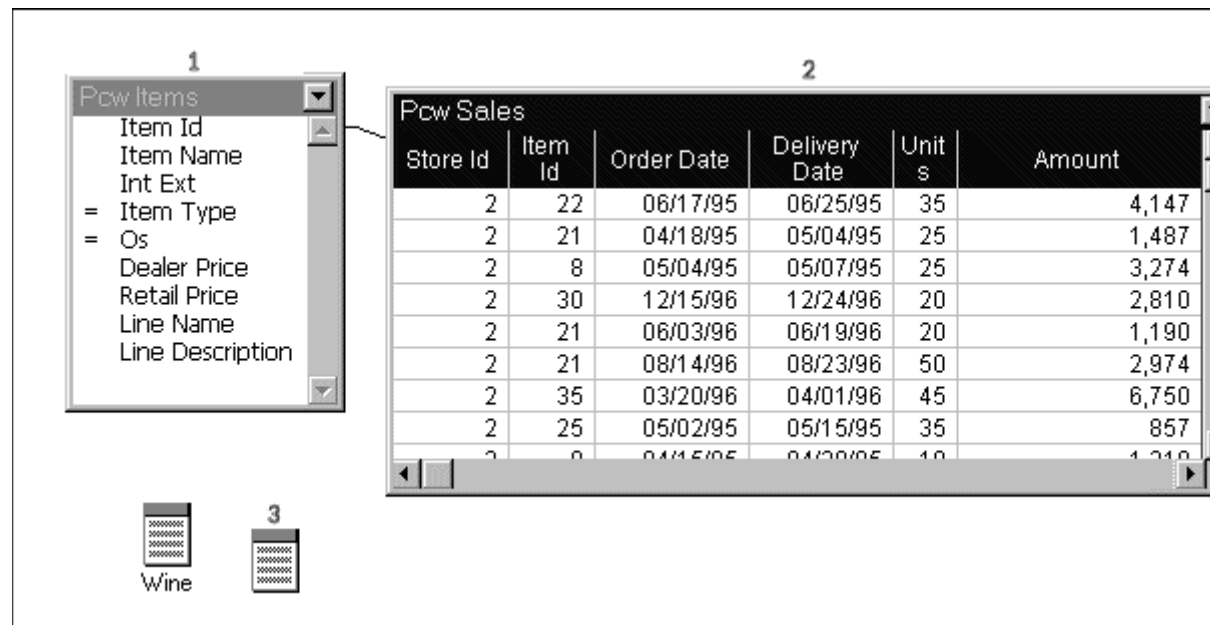 1
Pcw Items
Item Id
Item Name
Int Ext
= Item Type
= Os
Dealer Price
Retail Price
Line Name
Line Description
2
Pcw Sales
Store Id Item Id Order Date Delivery Date Unit s Amount
2 22 06/17/95 06/25/95 35 4,147
2 21 04/18/95 05/04/95 25 1,487
2 8 05/04/95 05/07/95 25 3,274
2 30 12/15/96 12/24/96 20 2,810
2 21 06/03/96 06/19/96 20 1,190
2 21 08/14/96 08/23/96 50 2,974
2 35 03/20/96 04/01/96 45 6,750
2 25 05/02/95 05/15/95 35 857
Wine
3